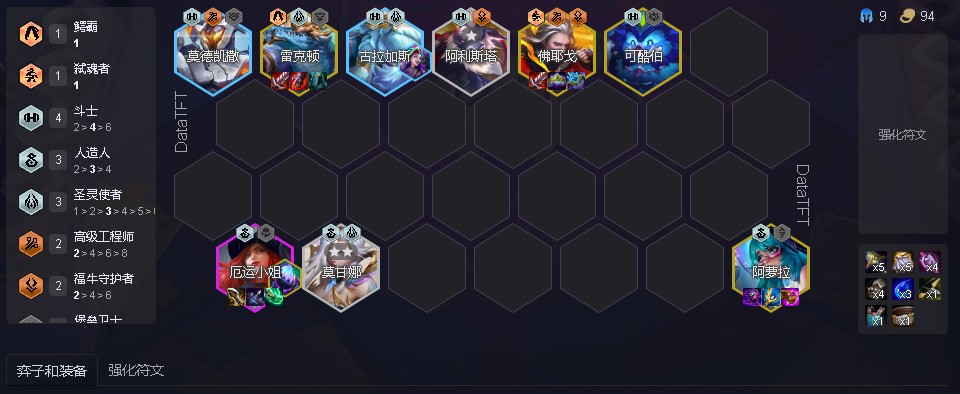 1
鳄霸
1
1
弑魂者
1
4
斗士
2 > 4 > 6
3
人造人
2 > 3 > 4
3
圣灵使者
1 > 2 > 3 > 4 > 5 >
2
高级工程师
2 > 4 > 6 > 8
2
福牛守护者
2 > 4 > 6
堡垒卫士
DataTFT
莫德凯撒
雷克顿
古拉加斯
阿利斯塔
佛耶戈
可酷伯
厄运小姐
莫甘娜
阿萝拉
DataTFT
9
94
强化符文
x5
x5
x4
x4
x3
x1
x1
x1
弈子和装备
强化符文